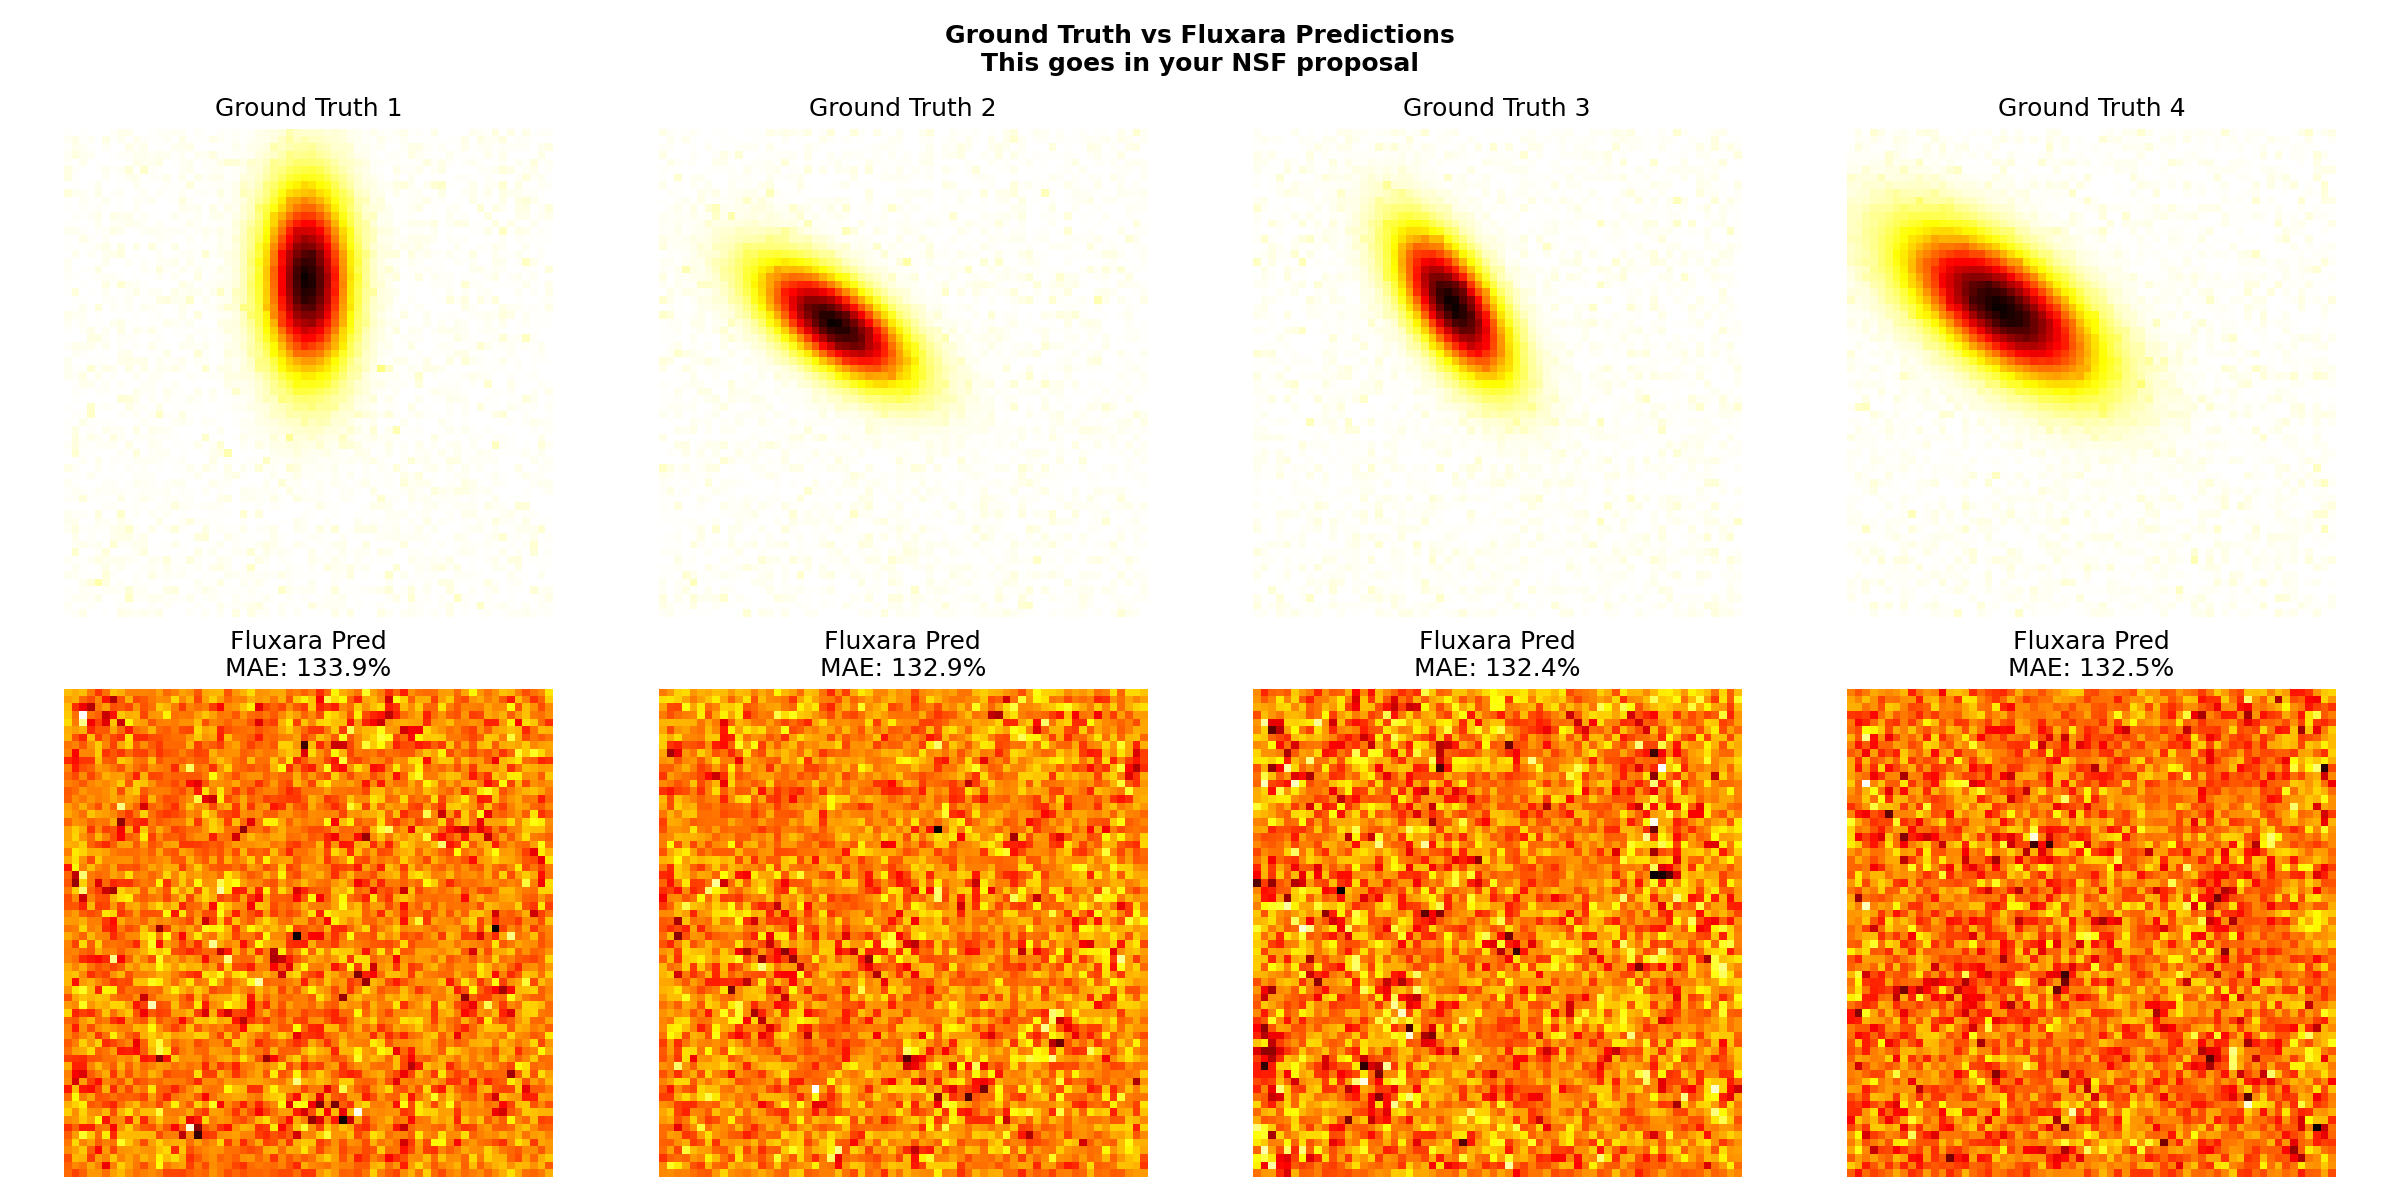 Ground Truth vs Fluxara Predictions
This goes in your NSF proposal
Ground Truth 1
Ground Truth 2
Ground Truth 3
Ground Truth 4
Fluxara Pred
MAE: 133.9%
Fluxara Pred
MAE: 132.9%
Fluxara Pred
MAE: 132.4%
Fluxara Pred
MAE: 132.5%